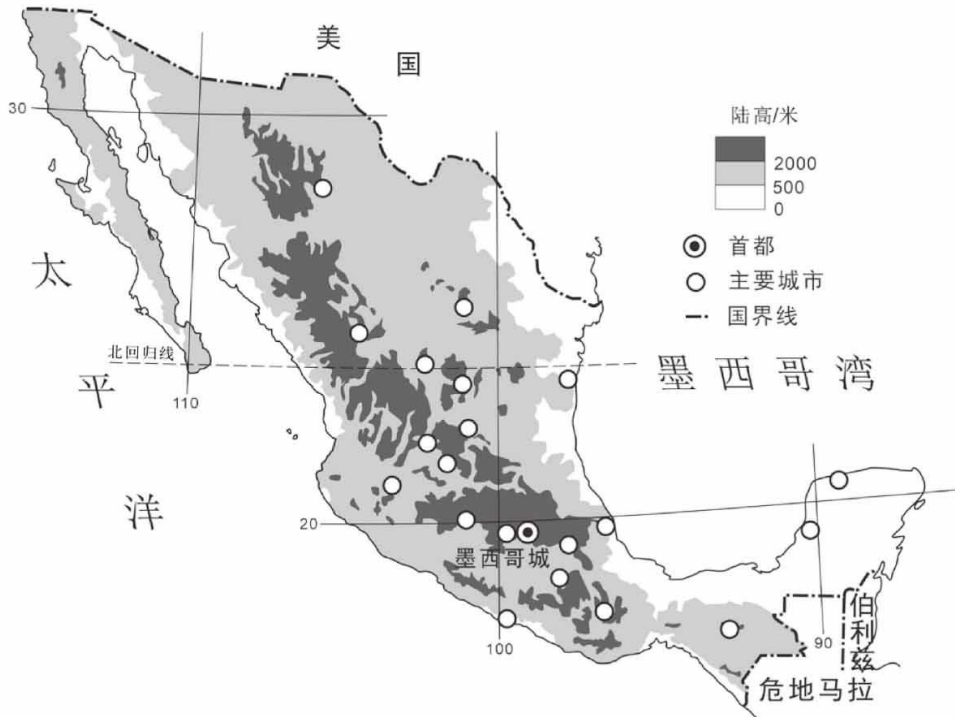 美
国
30
陆高/米
2000
500
0
首都
主要城市
国界线
太
平
洋
北回归线
墨西哥湾
110
20
墨西哥城
100
90
伯利兹
危地马拉